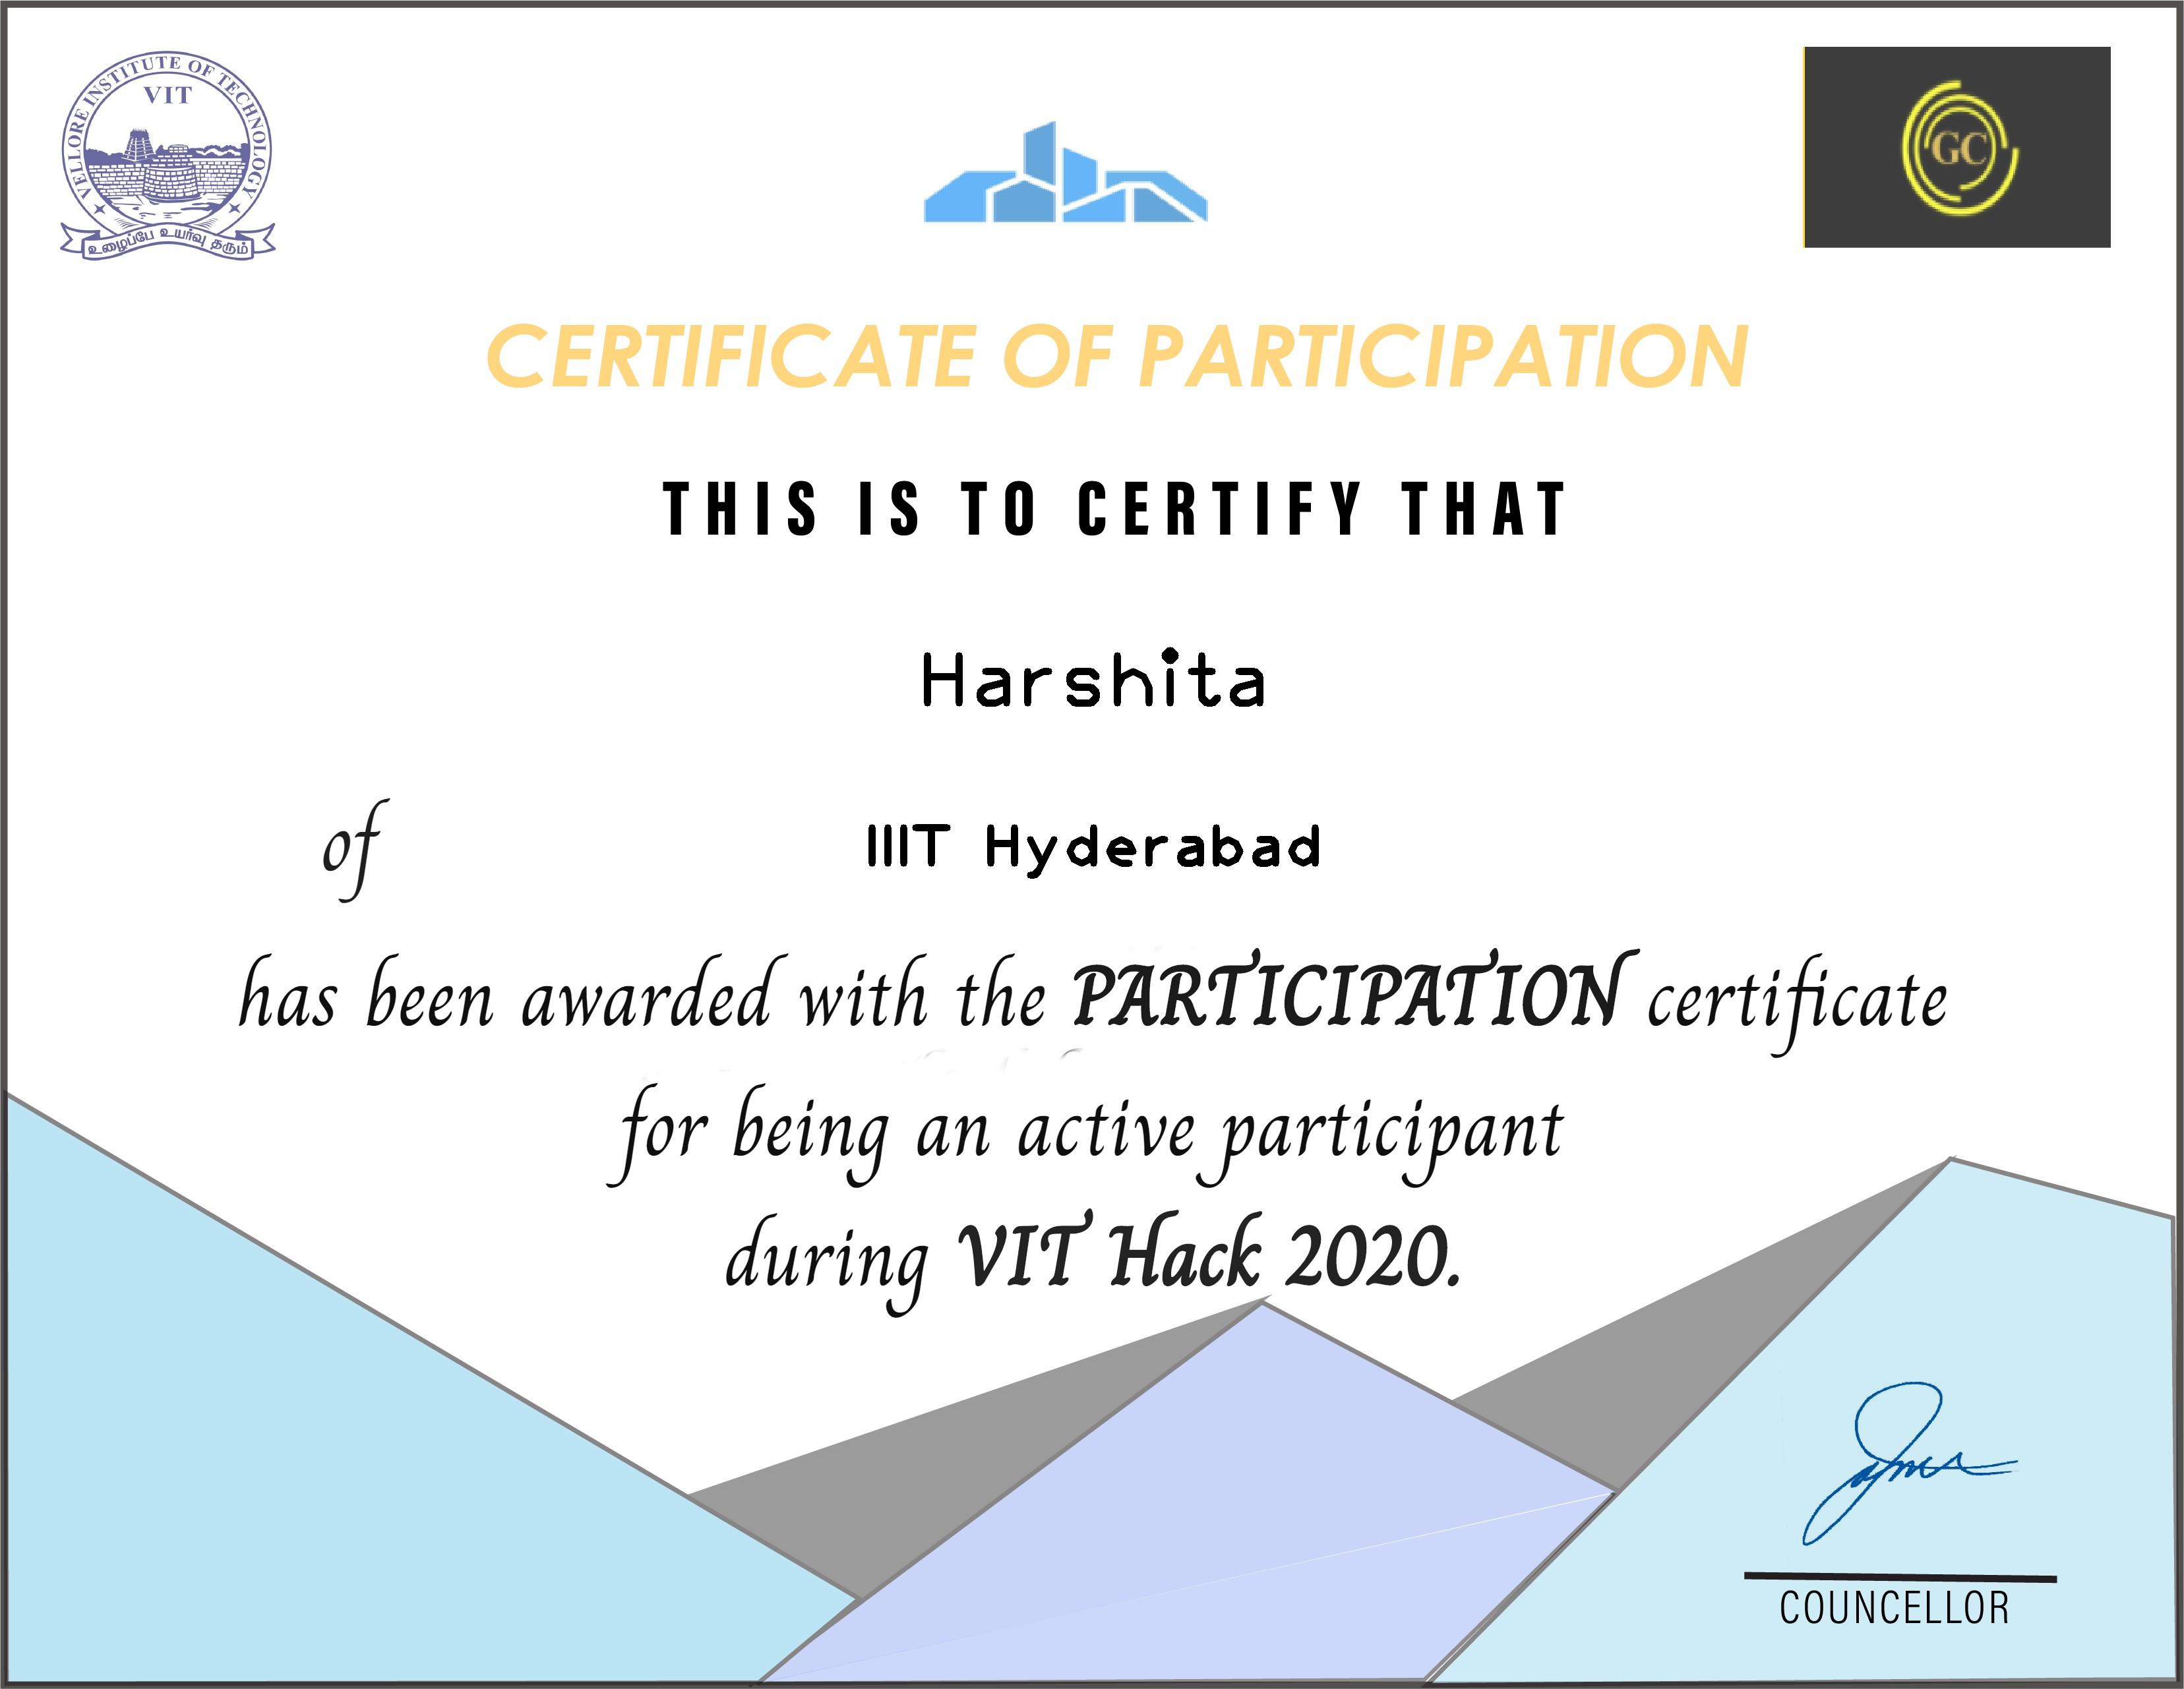 VELLORE INSTITUTE OF TECHNOLOGY
VIT
உழைப்பே உயர்வு தரும்
GC
CERTIFICATE OF PARTICIPATION
THIS IS TO CERTIFY THAT
Harshita
of IIIT Hyderabad
has been awarded with the PARTICIPATION certificate
for being an active participant
during VIT Hack 2020.
COUNCELLOR